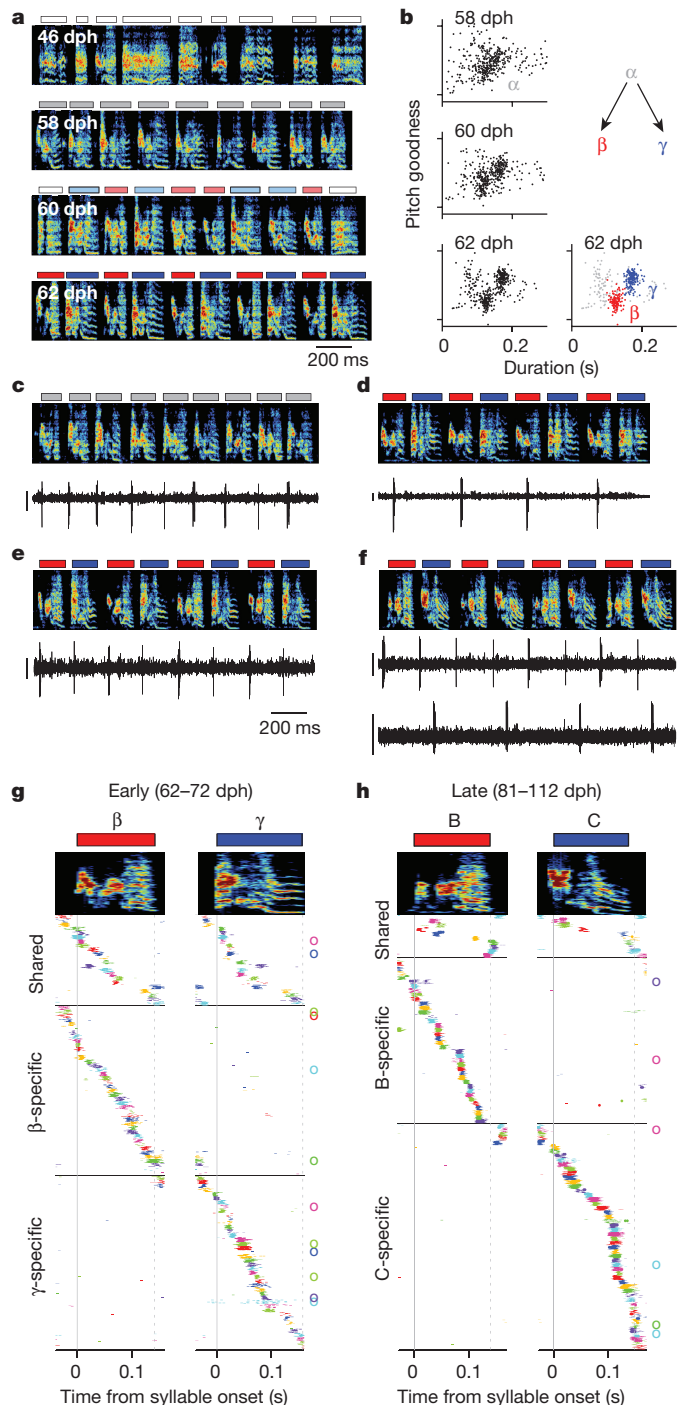 a
46 dph
58 dph
60 dph
62 dph
200 ms
b
58 dph
α
60 dph
62 dph
Pitch goodness
0
0.2
Duration (s)
α
β
γ
62 dph
γ
β
0
0.2
c
d
e
200 ms
f
g
Early (62–72 dph)
β
γ
Shared
β-specific
γ-specific
0
0.1
0
0.1
Time from syllable onset (s)
h
Late (81–112 dph)
B
C
Shared
B-specific
C-specific
0
0.1
0
0.1
Time from syllable onset (s)